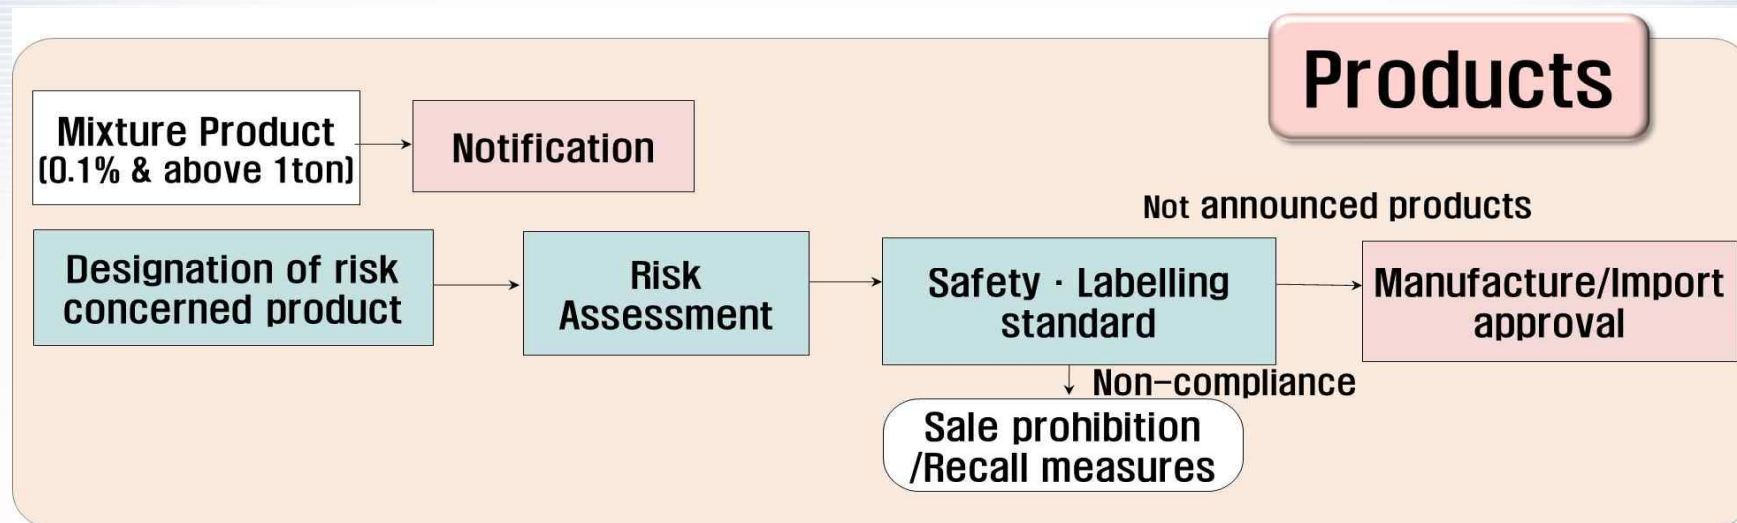 Products
Mixture Product
(0.1% & above 1ton)
Notification
Not announced products
Designation of risk
concerned product
Risk
Assessment
Safety · Labelling
standard
Manufacture/Import
approval
Non-compliance
Sale prohibition
/Recall measures